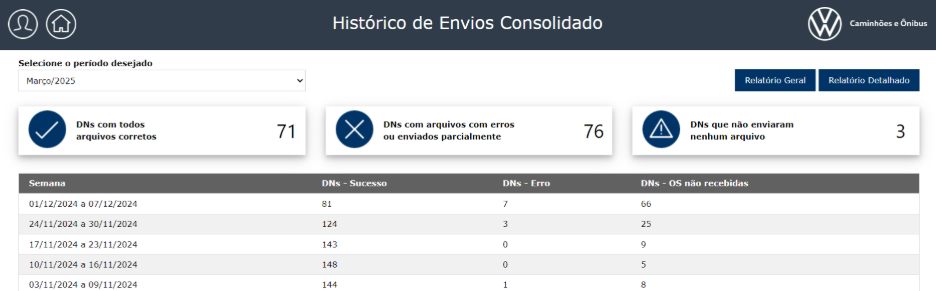 Histórico de Envios Consolidado
Caminhões e Ônibus
Selecione o período desejado
Março/2025
Relatório Geral
Relatório Detalhado
DNs com todos
arquivos corretos
71
DNs com arquivos com erros
ou enviados parcialmente
76
DNs que não enviaram
nenhum arquivo
3
Semana DNs - Sucesso DNs - Erro DNs - OS não recebidas
01/12/2024 a 07/12/2024 81 7 66
24/11/2024 a 30/11/2024 124 3 25
17/11/2024 a 23/11/2024 143 0 9
10/11/2024 a 16/11/2024 148 0 5
03/11/2024 a 09/11/2024 144 1 8